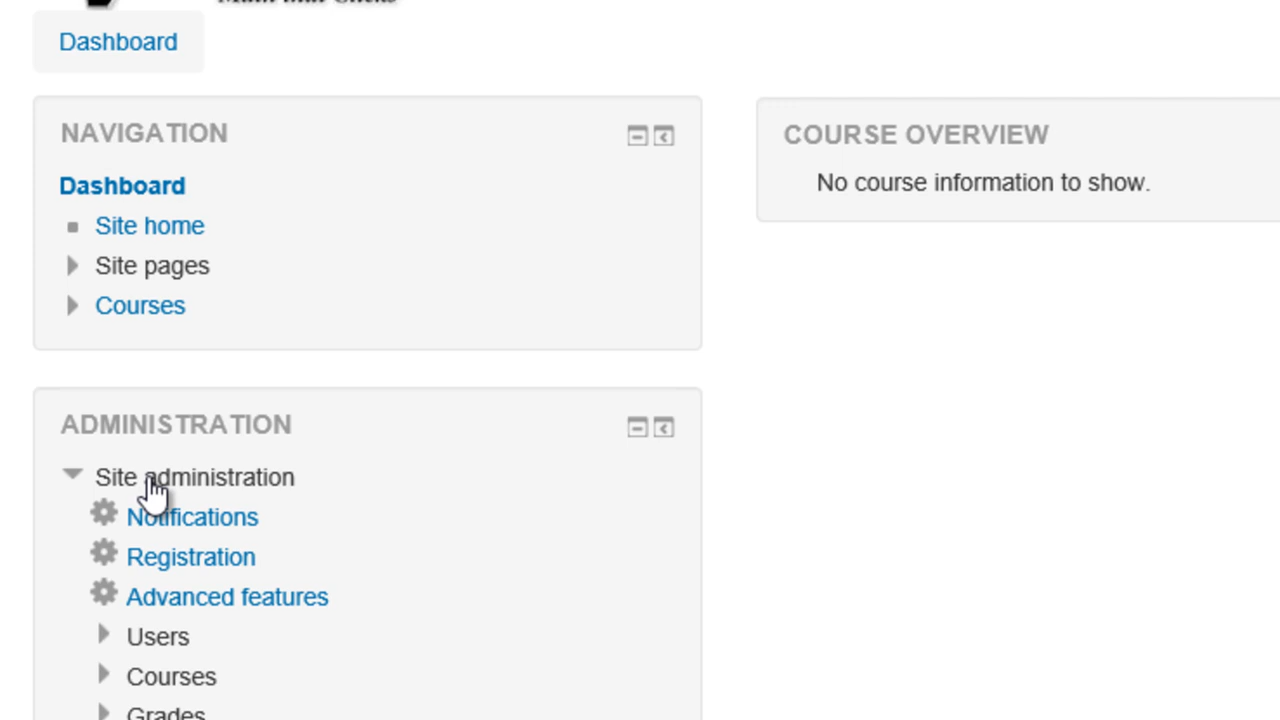 Dashboard
NAVIGATION
Dashboard
Site home
Site pages
Courses
COURSE OVERVIEW
No course information to show.
ADMINISTRATION
Site administration
Notifications
Registration
Advanced features
Users
Courses
Grades